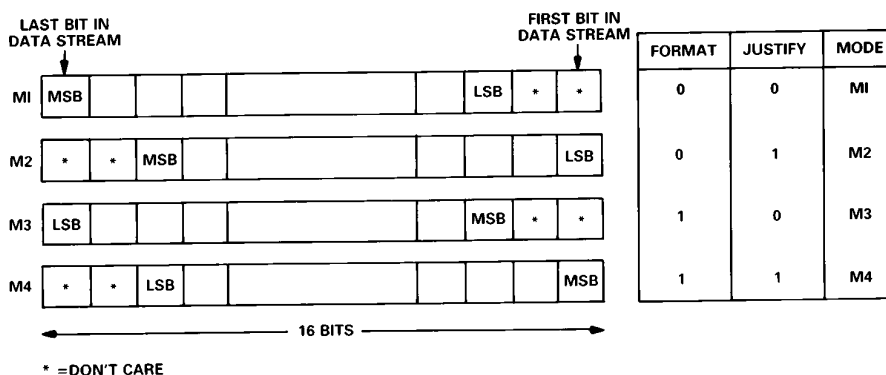 LAST BIT IN
DATA STREAM
FIRST BIT IN
DATA STREAM
M1 MSB LSB * *
M2 * * MSB LSB
M3 LSB MSB * *
M4 * * LSB MSB
16 BITS
* =DON'T CARE
FORMAT JUSTIFY MODE
0 0 M1
0 1 M2
1 0 M3
1 1 M4